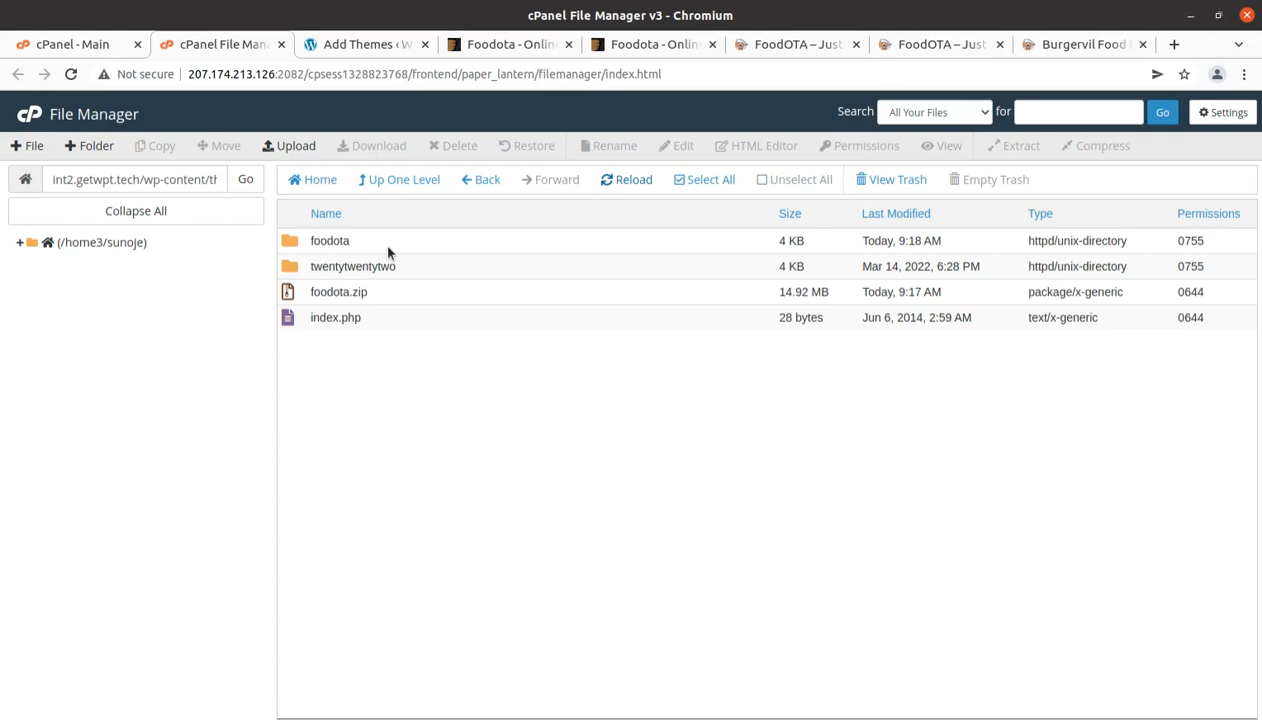 cPanel File Manager v3 - Chromium
cPanel - Main
cPanel File Man
Add Themes ‹ W
Foodota - Onlin
Foodota - Onlin
FoodOTA – Just
FoodOTA – Just
Burgervil Food
Not secure 207.174.213.126:2082/cpsess1328823768/frontend/paper_lantern/filemanager/index.html
cP File Manager
Search All Your Files for Go Settings
File Folder Copy Move Upload Download Delete Restore Rename Edit HTML Editor Permissions View Extract Compress
int2.getwpt.tech/wp-content/th Go Home Up One Level Back Forward Reload Select All Unselect All View Trash Empty Trash
Collapse All
(/home3/sunoje)
Name Size Last Modified Type Permissions
foodota 4 KB Today, 9:18 AM httpd/unix-directory 0755
twentytwentytwo 4 KB Mar 14, 2022, 6:28 PM httpd/unix-directory 0755
foodota.zip 14.92 MB Today, 9:17 AM package/x-generic 0644
index.php 28 bytes Jun 6, 2014, 2:59 AM text/x-generic 0644